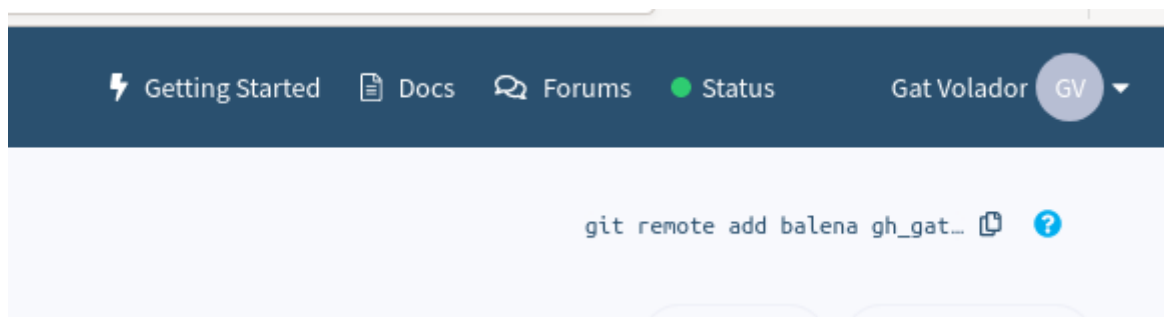 Getting Started Docs Forums Status Gat Volador GV
git remote add balena gh_gat…
?